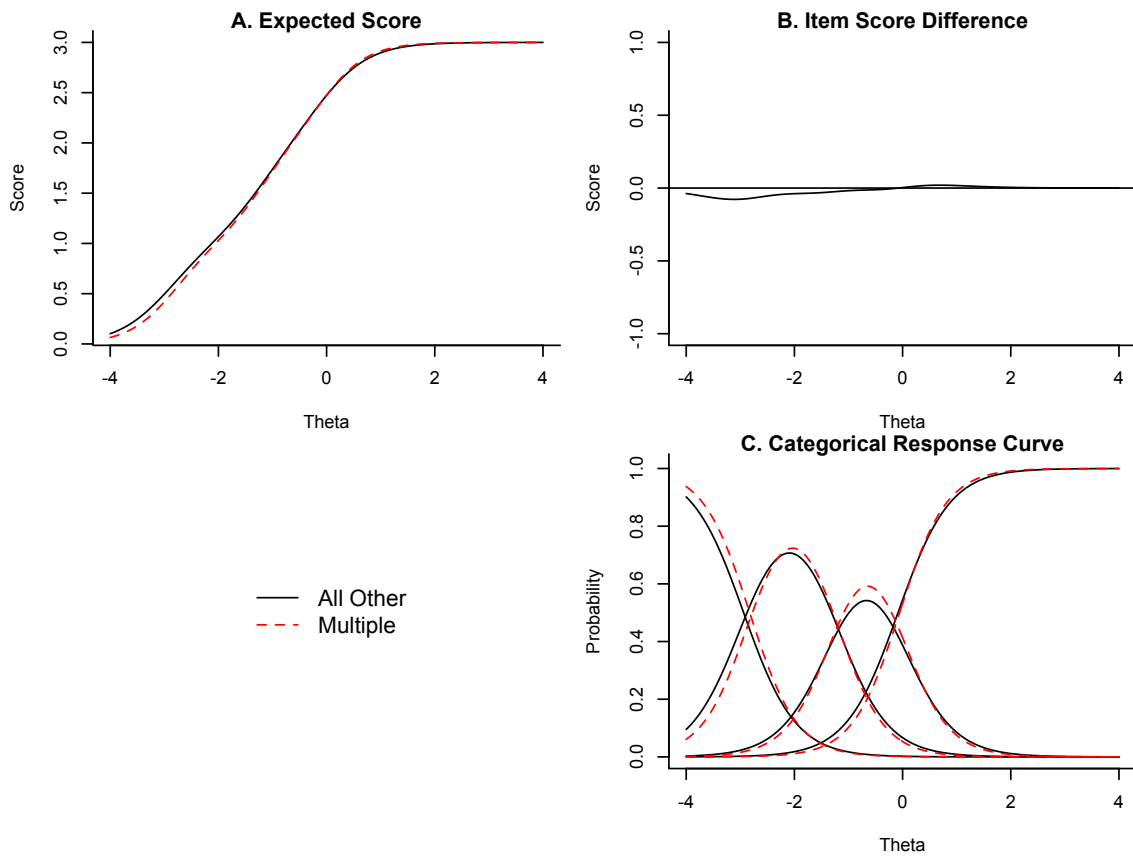 A. Expected Score
3.0
2.5
2.0
1.5
1.0
0.5
0.0
Score
-4 -2 0 2 4
Theta
B. Item Score Difference
1.0
0.5
0.0
-0.5
-1.0
Score
-4 -2 0 2 4
Theta
All Other
Multiple
C. Categorical Response Curve
1.0
0.8
0.6
0.4
0.2
0.0
Probability
-4 -2 0 2 4
Theta